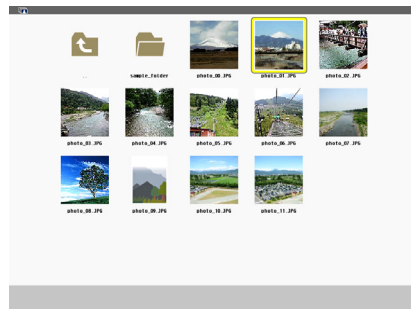 ..
sample_folder
photo_00.JPG
photo_01.JPG
photo_02.JPG
photo_03.JPG
photo_04.JPG
photo_05.JPG
photo_06.JPG
photo_07.JPG
photo_08.JPG
photo_09.JPG
photo_10.JPG
photo_11.JPG